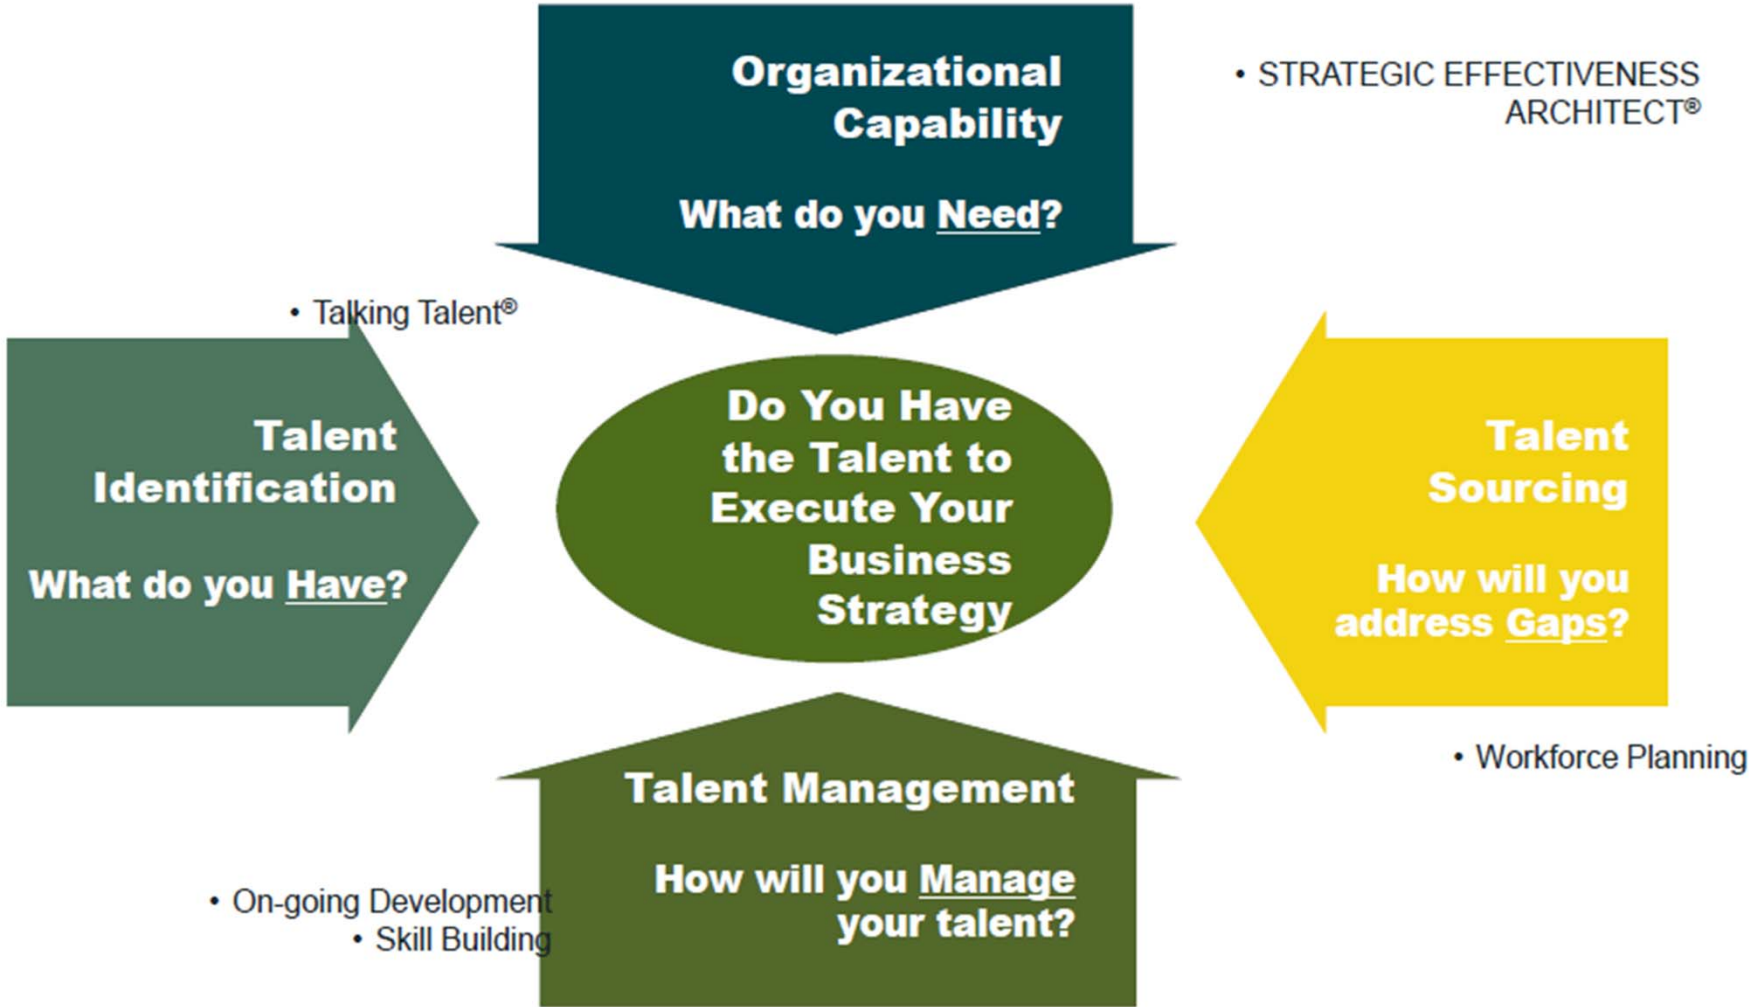 Organizational
Capability
What do you Need?
• STRATEGIC EFFECTIVENESS
ARCHITECT®
• Talking Talent®
Talent
Identification
What do you Have?
Do You Have
the Talent to
Execute Your
Business
Strategy
Talent
Sourcing
How will you
address Gaps?
• Workforce Planning
Talent Management
How will you Manage
your talent?
• On-going Development
• Skill Building